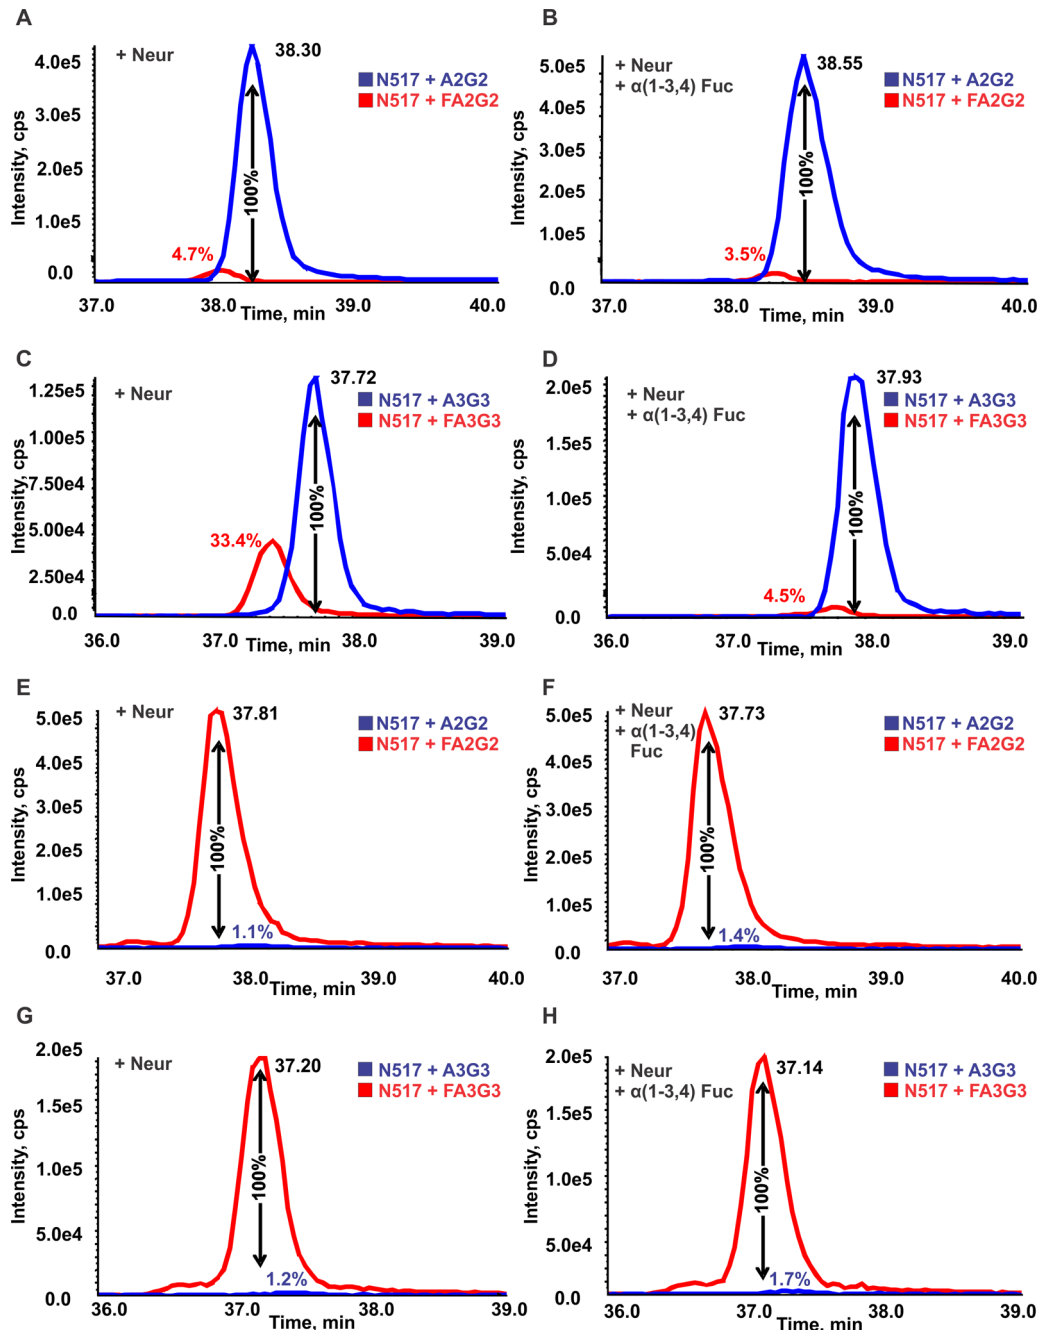 A
+ Neur
38.30
N517 + A2G2
N517 + FA2G2
4.0e5
3.0e5
2.0e5
1.0e5
0.0
Intensity, cps
100%
4.7%
37.0
38.0
39.0
40.0
Time, min
B
+ Neur
+ α(1-3,4) Fuc
38.55
N517 + A2G2
N517 + FA2G2
5.0e5
4.0e5
3.0e5
2.0e5
1.0e5
0.0
Intensity, cps
100%
3.5%
37.0
38.0
39.0
40.0
Time, min
C
+ Neur
37.72
N517 + A3G3
N517 + FA3G3
1.25e5
1.00e5
7.50e4
5.00e4
2.50e4
0.0
Intensity, cps
100%
33.4%
36.0
37.0
38.0
39.0
Time, min
D
+ Neur
+ α(1-3,4) Fuc
37.93
N517 + A3G3
N517 + FA3G3
2.0e5
1.5e5
1.0e5
5.0e4
0.0
Intensity, cps
100%
4.5%
36.0
37.0
38.0
39.0
Time, min
E
+ Neur
37.81
N517 + A2G2
N517 + FA2G2
5.0e5
4.0e5
3.0e5
2.0e5
1.0e5
0.0
Intensity, cps
100%
1.1%
37.0
38.0
39.0
40.0
Time, min
F
+ Neur
+ α(1-3,4)
Fuc
37.73
N517 + A2G2
N517 + FA2G2
5.0e5
4.0e5
3.0e5
2.0e5
1.0e5
0.0
Intensity, cps
100%
1.4%
37.0
38.0
39.0
40.0
Time, min
G
+ Neur
37.20
N517 + A3G3
N517 + FA3G3
2.0e5
1.5e5
1.0e5
5.0e4
0.0
Intensity, cps
100%
1.2%
36.0
37.0
38.0
39.0
Time, min
H
+ Neur
+ α(1-3,4) Fuc
37.14
N517 + A3G3
N517 + FA3G3
2.0e5
1.5e5
1.0e5
5.0e4
0.0
Intensity, cps
100%
1.7%
36.0
37.0
38.0
39.0
Time, min